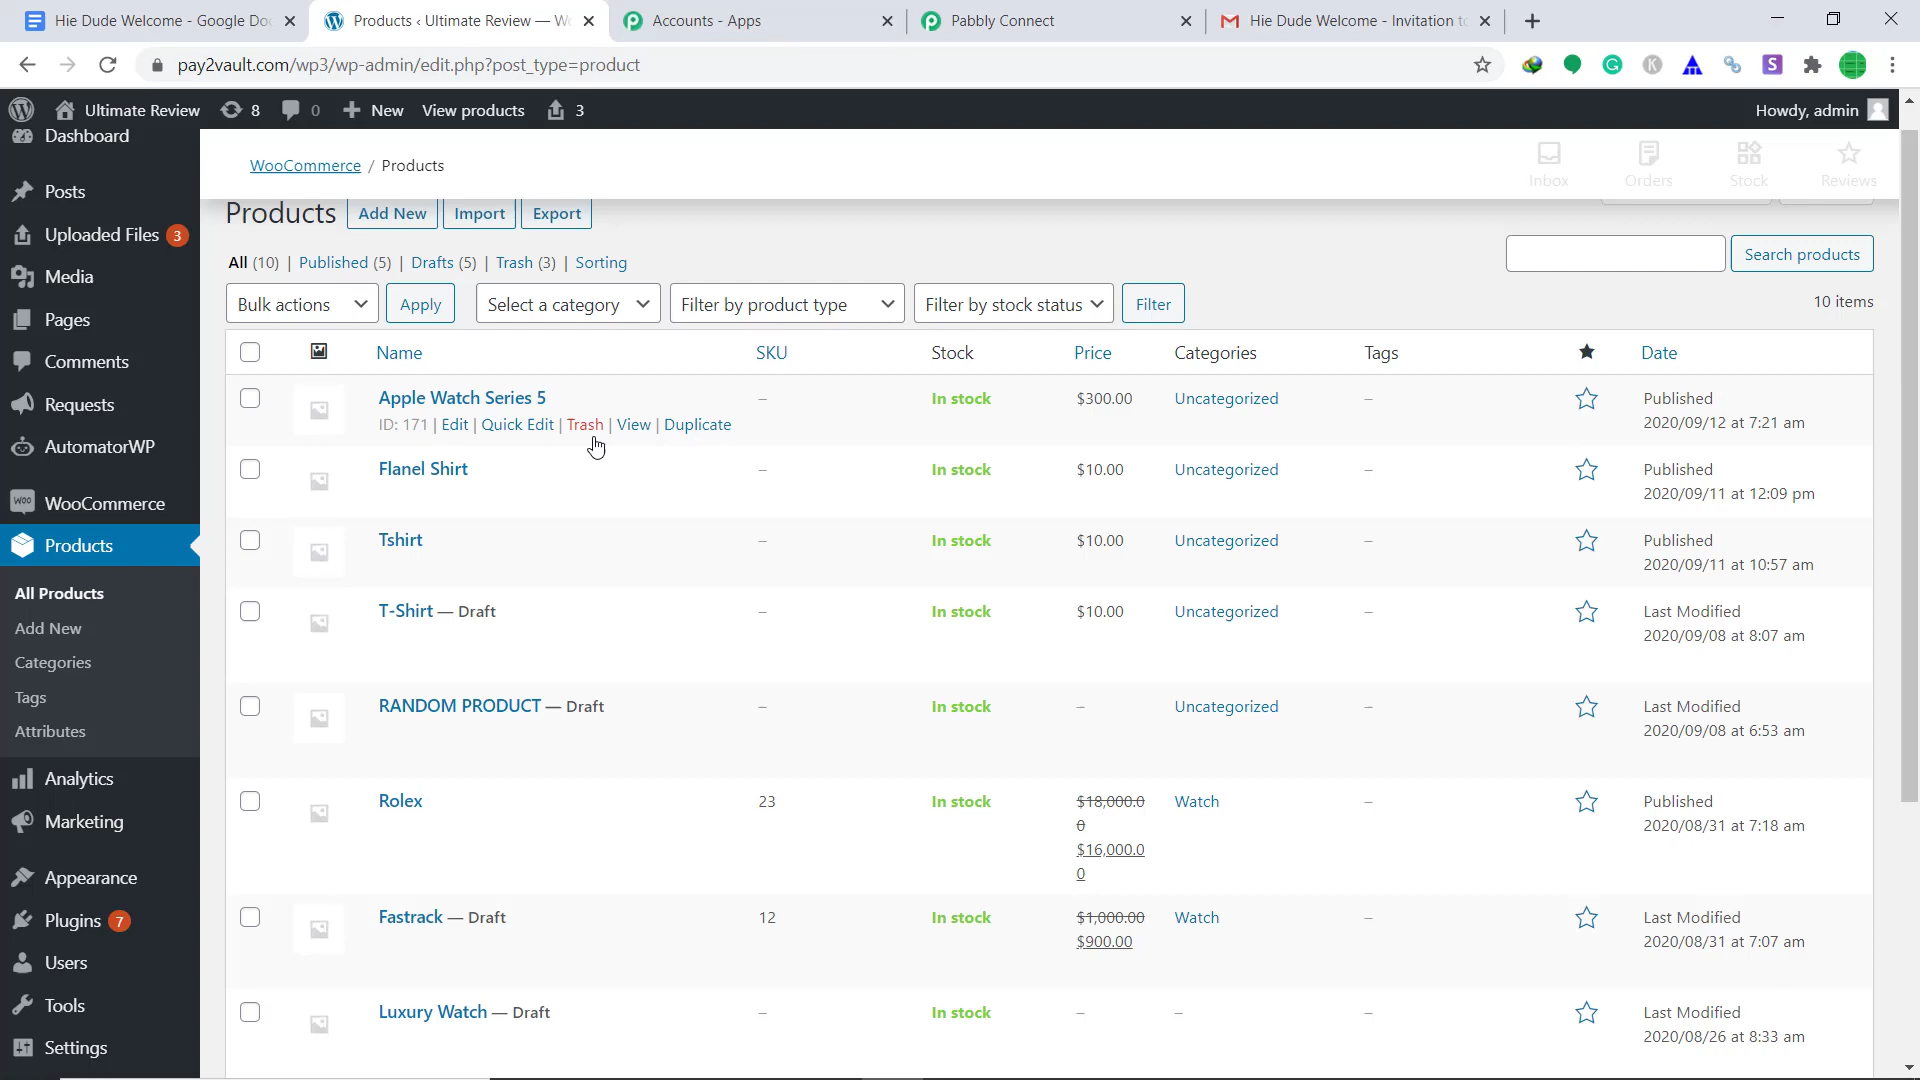 Hie Dude Welcome - Google Do
Products ‹ Ultimate Review — W
Accounts - Apps
Pabbly Connect
Hie Dude Welcome - Invitation to
pay2vault.com/wp3/wp-admin/edit.php?post_type=product
Ultimate Review 8 0 New View products 3
Howdy, admin
Dashboard
Posts
Uploaded Files 3
Media
Pages
Comments
Requests
AutomatorWP
WooCommerce
Products
All Products
Add New
Categories
Tags
Attributes
Analytics
Marketing
Appearance
Plugins 7
Users
Tools
Settings
WooCommerce / Products
Inbox Orders Stock Reviews
Products Add New Import Export
All (10) | Published (5) | Drafts (5) | Trash (3) | Sorting
Search products
Bulk actions Apply Select a category Filter by product type Filter by stock status Filter
10 items
Name SKU Stock Price Categories Tags Date
Apple Watch Series 5 – In stock $300.00 Uncategorized – Published
ID: 171 | Edit | Quick Edit | Trash | View | Duplicate 2020/09/12 at 7:21 am
Flanel Shirt – In stock $10.00 Uncategorized – Published
2020/09/11 at 12:09 pm
Tshirt – In stock $10.00 Uncategorized – Published
2020/09/11 at 10:57 am
T-Shirt — Draft – In stock $10.00 Uncategorized – Last Modified
2020/09/08 at 8:07 am
RANDOM PRODUCT — Draft – In stock – Uncategorized – Last Modified
2020/09/08 at 6:53 am
Rolex 23 In stock $18,000.0 Watch – Published
0 2020/08/31 at 7:18 am
$16,000.0
0
Fastrack — Draft 12 In stock $1,000.00 Watch – Last Modified
$900.00 2020/08/31 at 7:07 am
Luxury Watch — Draft – In stock – – – Last Modified
2020/08/26 at 8:33 am